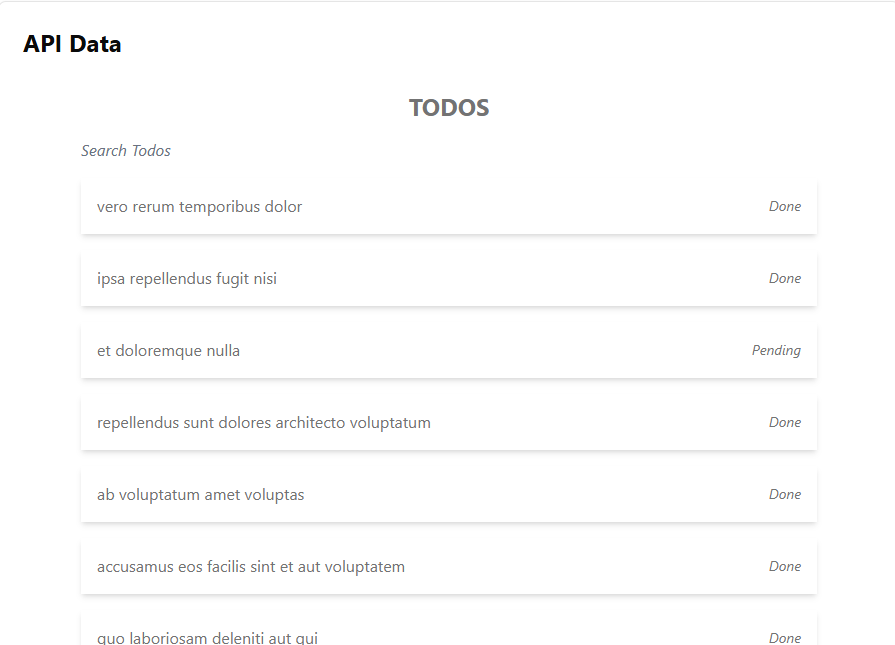 API Data
TODOS
Search Todos
vero rerum temporibus dolor Done
ipsa repellendus fugit nisi Done
et doloremque nulla Pending
repellendus sunt dolores architecto voluptatum Done
ab voluptatum amet voluptas Done
accusamus eos facilis sint et aut voluptatem Done
quo laboriosam deleniti aut qui Done